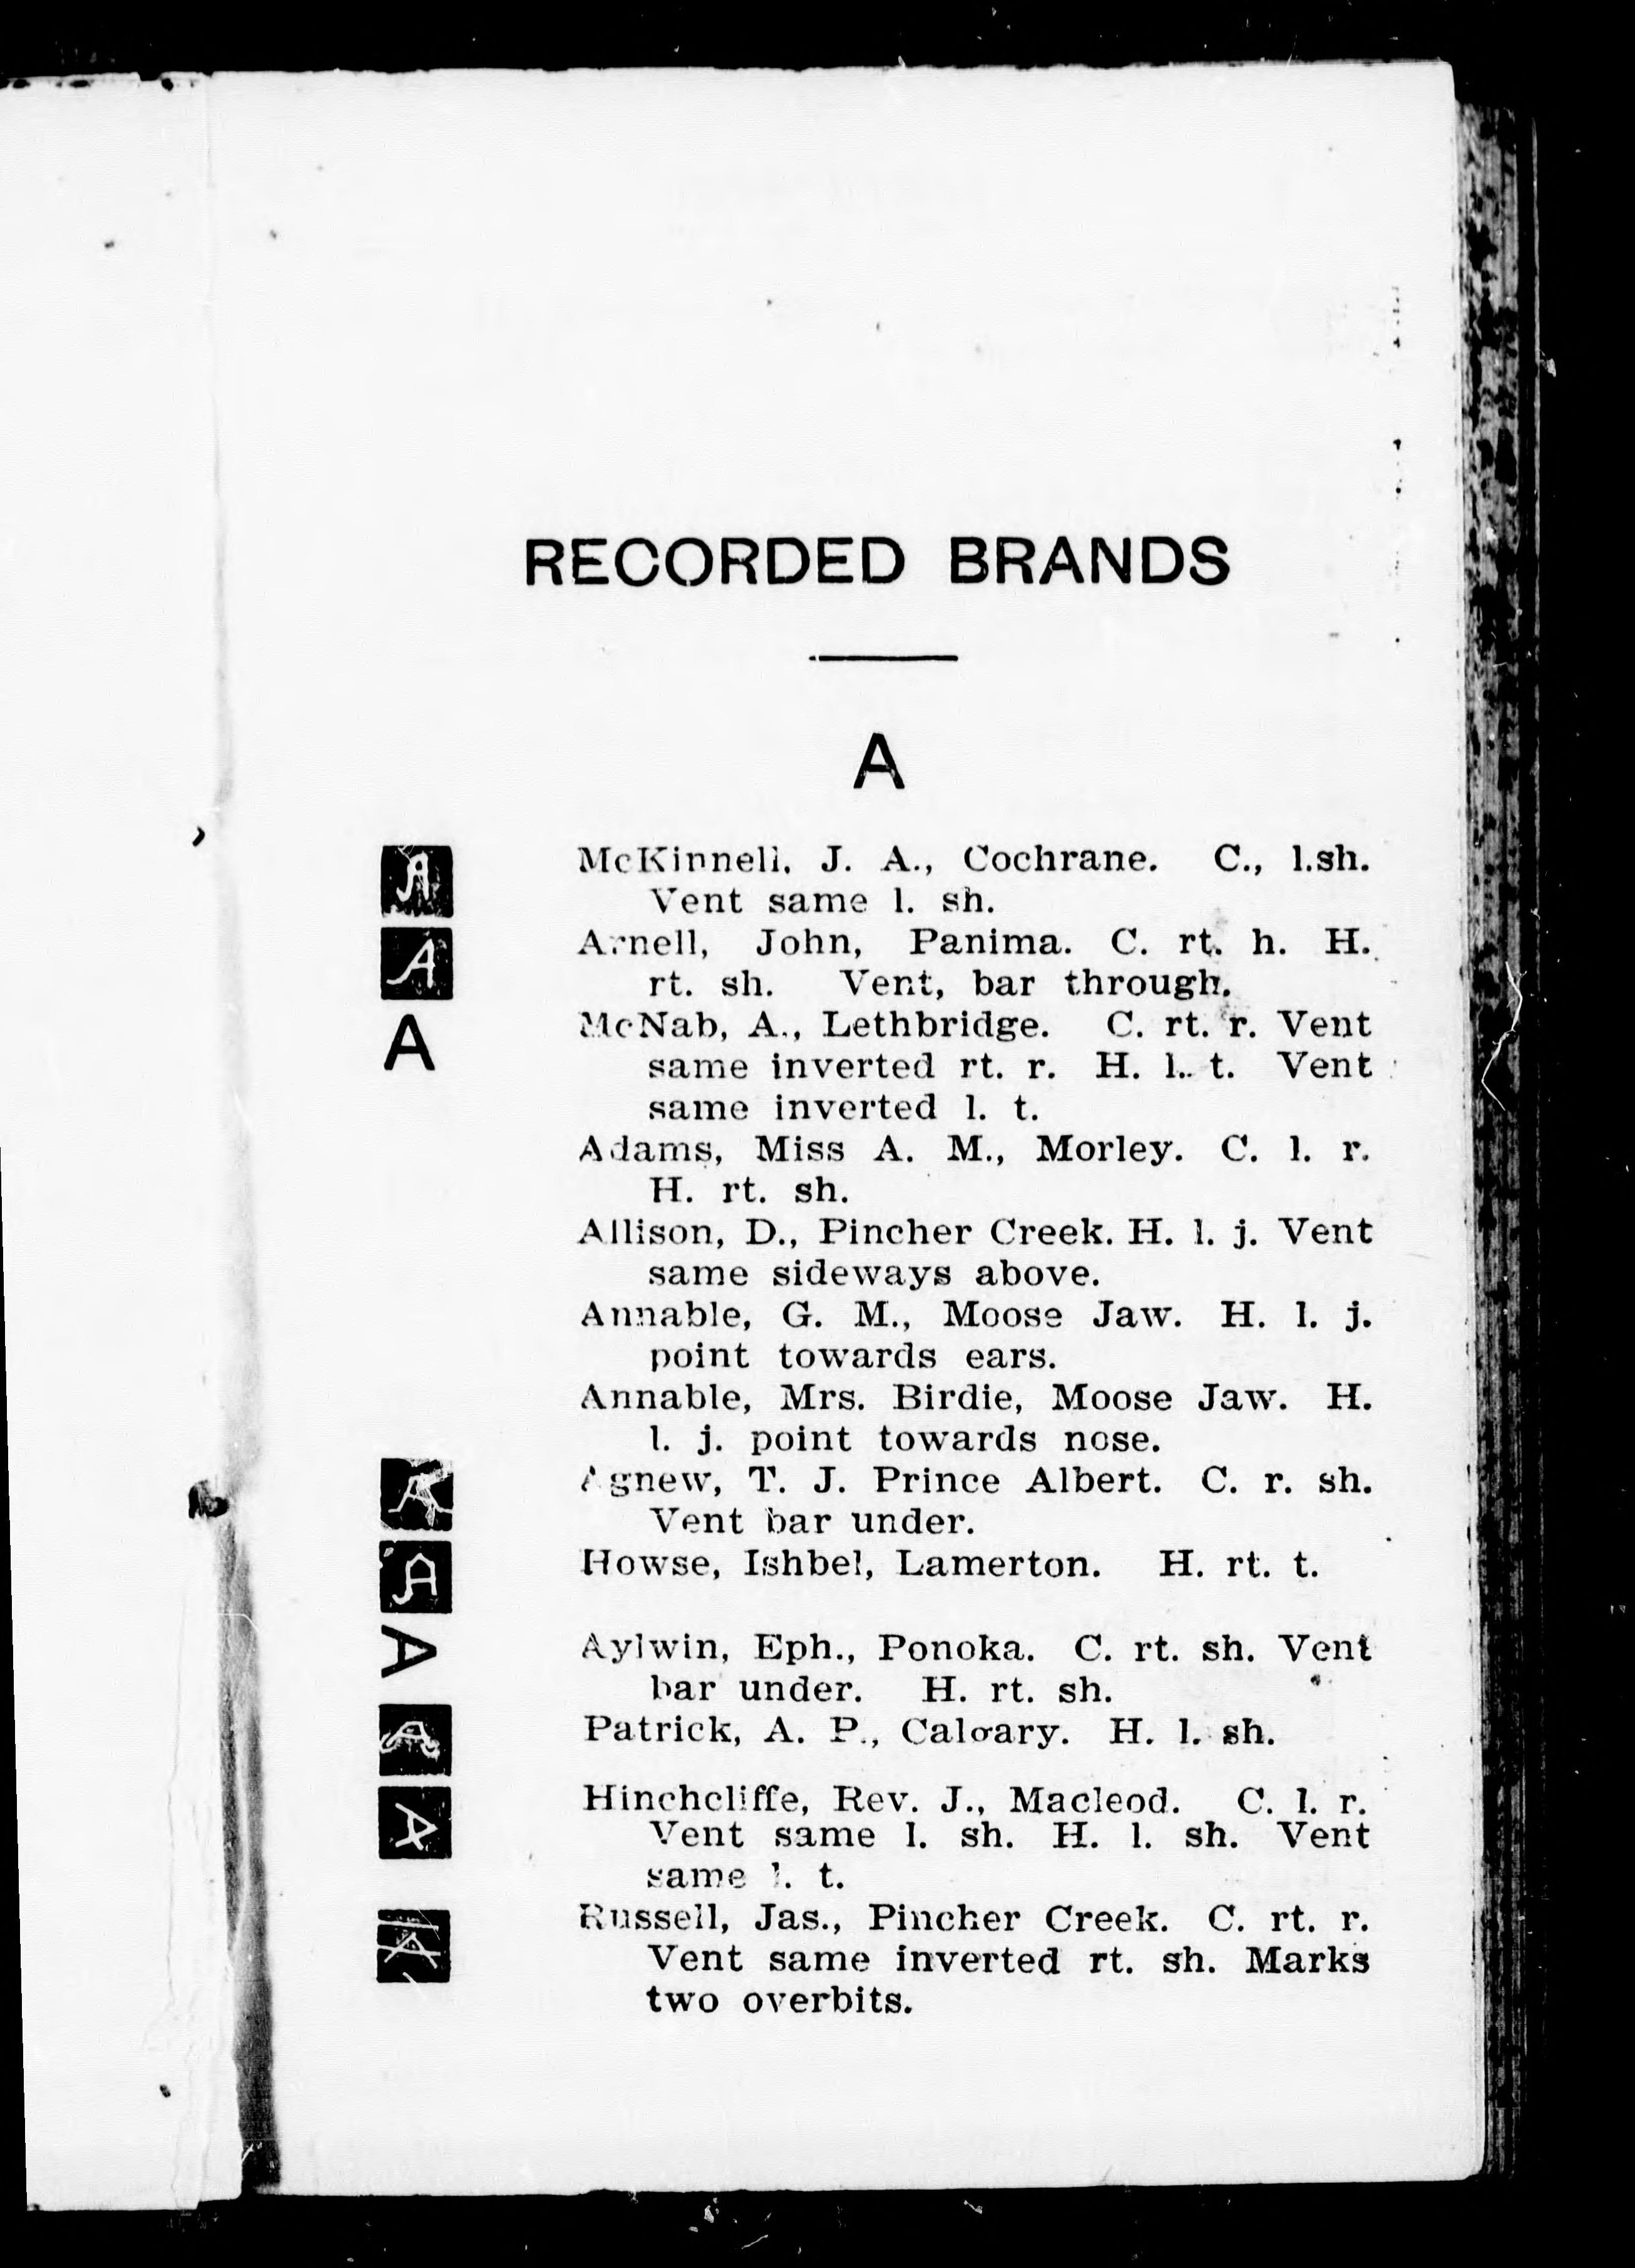 RECORDED BRANDS
A
McKinnell, J. A., Cochrane. C., l.sh.
Vent same l. sh.
Arnell, John, Panima. C. rt. h. H.
rt. sh. Vent, bar through.
A
McNab, A., Lethbridge. C. rt. r. Vent
same inverted rt. r. H. l. t. Vent
same inverted l. t.
Adams, Miss A. M., Morley. C. l. r.
H. rt. sh.
Allison, D., Pincher Creek. H. l. j. Vent
same sideways above.
Annable, G. M., Moose Jaw. H. l. j.
point towards ears.
Annable, Mrs. Birdie, Moose Jaw. H.
l. j. point towards nose.
Agnew, T. J. Prince Albert. C. r. sh.
Vent bar under.
Howse, Ishbel, Lamerton. H. rt. t.
A
Aylwin, Eph., Ponoka. C. rt. sh. Vent
bar under. H. rt. sh.
Patrick, A. P., Calgary. H. l. sh.
Hinchcliffe, Rev. J., Macleod. C. l. r.
Vent same l. sh. H. l. sh. Vent
same l. t.
Russell, Jas., Pincher Creek. C. rt. r.
Vent same inverted rt. sh. Marks
two overbits.